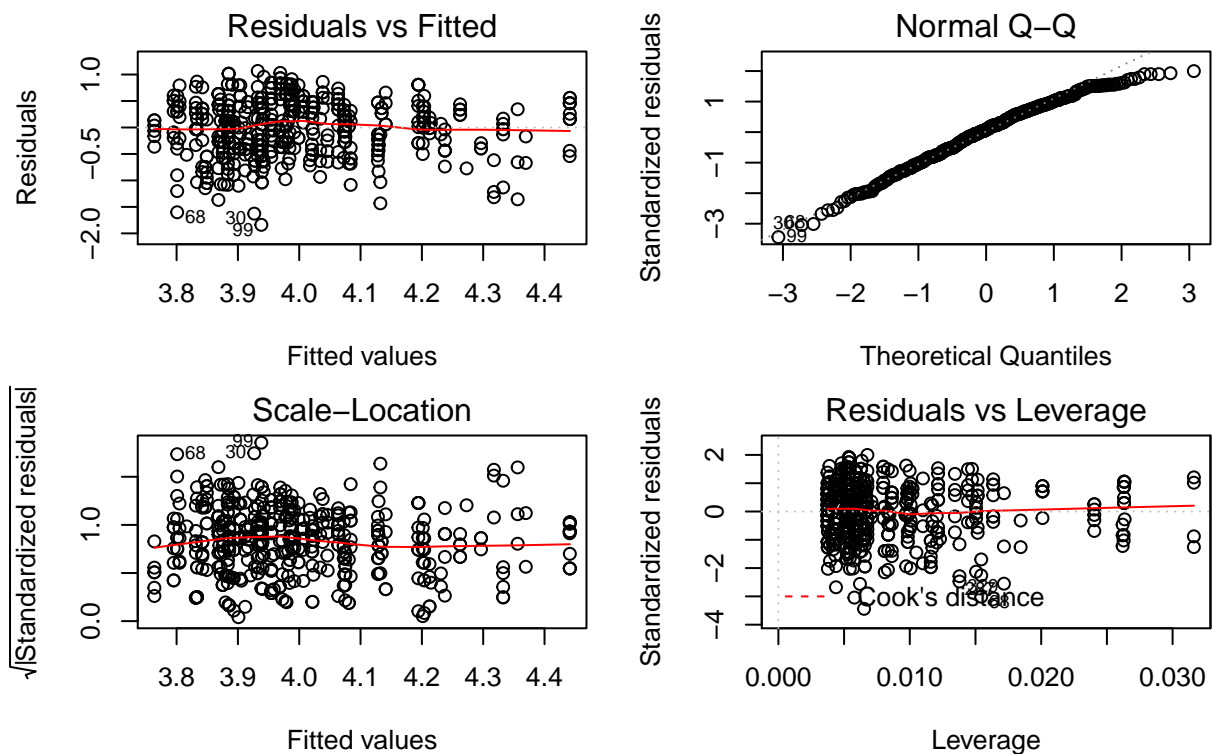 Residuals vs Fitted
Residuals
1.0
−0.5
−2.0
68
30
99
3.8 3.9 4.0 4.1 4.2 4.3 4.4
Fitted values
Normal Q−Q
Standardized residuals
1
−1
−3
68
99
−3 −2 −1 0 1 2 3
Theoretical Quantiles
Scale−Location
√|Standardized residuals|
1.0
0.0
68
99
30
3.8 3.9 4.0 4.1 4.2 4.3 4.4
Fitted values
Residuals vs Leverage
Standardized residuals
2
0
−2
−4
Cook's distance
0.000 0.010 0.020 0.030
Leverage